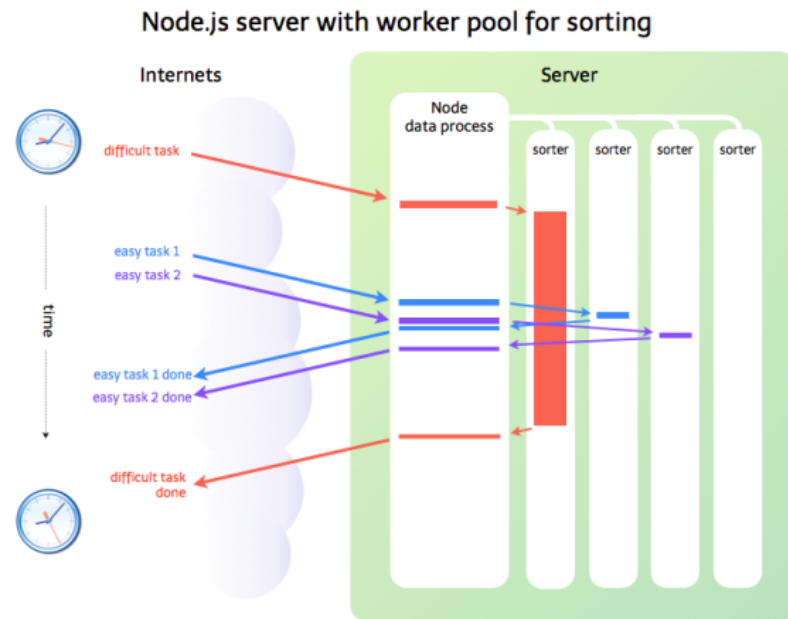 Node.js server with worker pool for sorting
Internets
Server
Node
data process
sorter
sorter
sorter
sorter
difficult task
easy task 1
easy task 2
time
easy task 1 done
easy task 2 done
difficult task
done